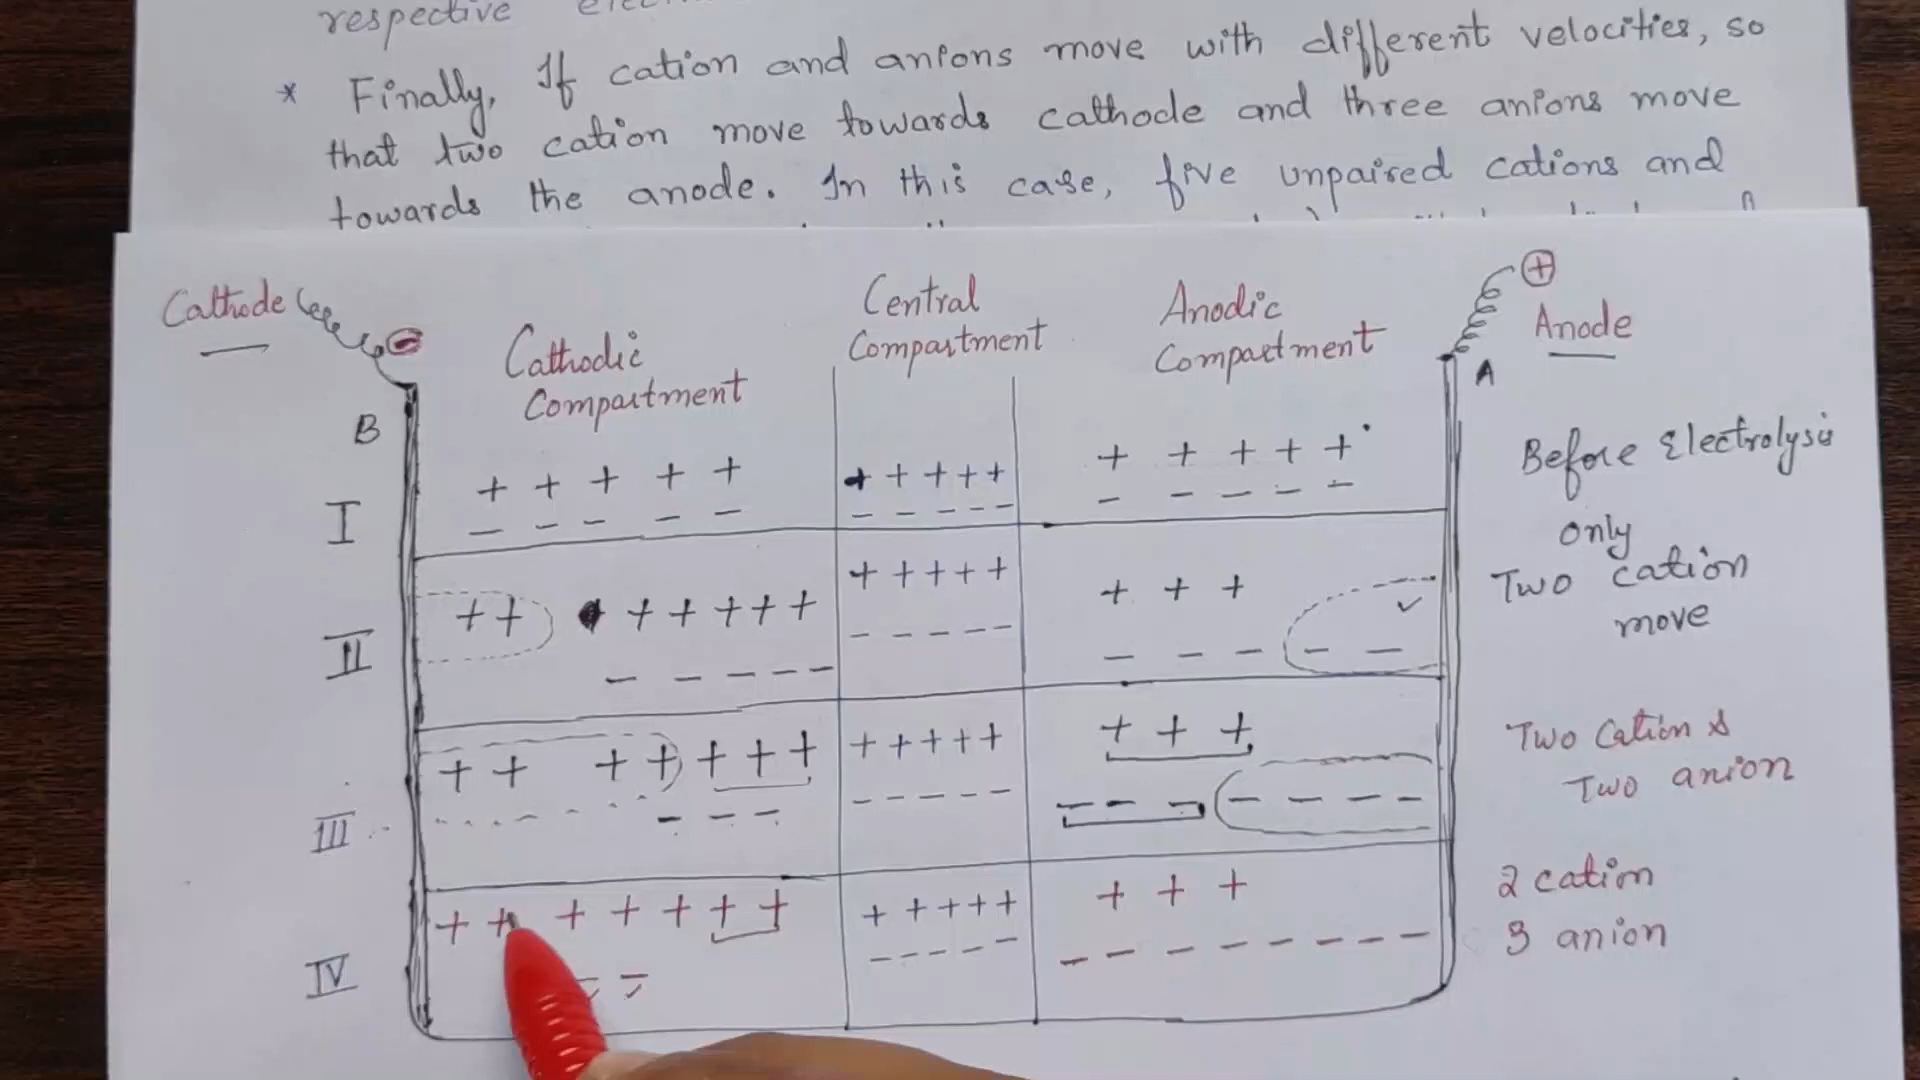 respective
* Finally, If cation and anions move with different velocities, so
that two cation move towards cathode and three anions move
towards the anode. In this case, five unpaired cations and
Cathode
-
Cathodic
Compartment
Central
Compartment
Anodic
Compartment
+
Anode
B
A
I
+ + + + +
- - - - -
+ + + + +
- - - - -
+ + + + +
- - - - -
Before Electrolysis
II
+ + + + + + +
- - - - -
+ + + + +
- - - - -
+ + +
- - - - -
only
Two cation
move
III
+ + + + + + +
- - -
+ + + + +
- - - - -
+ + +
- - - - - - -
Two Cation &
Two anion
IV
+ + + + + + +
- -
+ + + + +
- - - - -
+ + +
- - - - - - - -
2 cation
3 anion